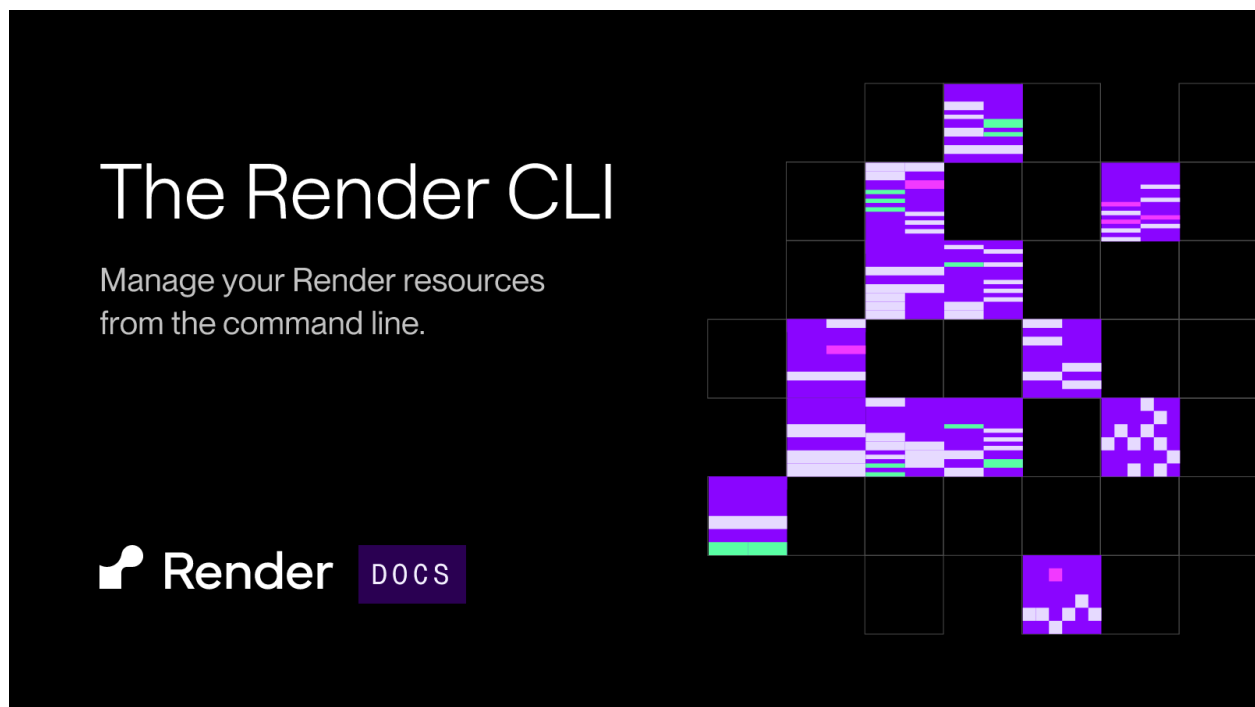 The Render CLI
Manage your Render resources
from the command line.
Render
DOCS